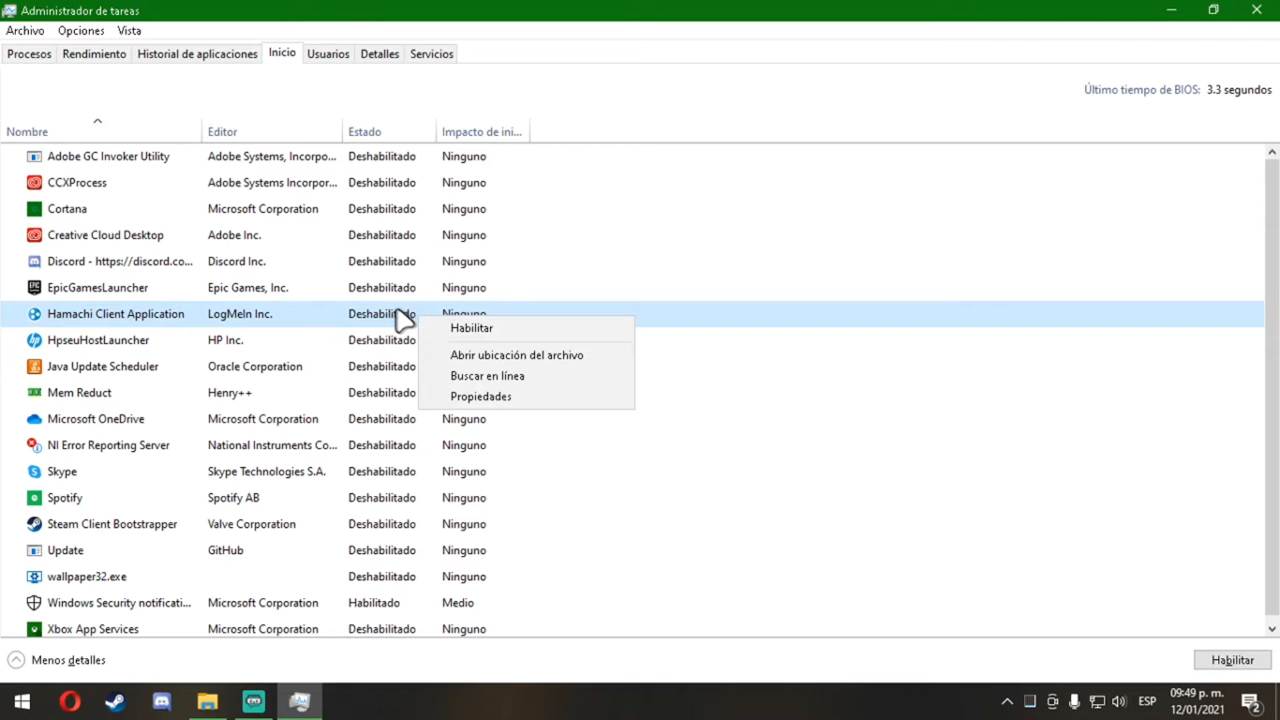 Administrador de tareas
Archivo Opciones Vista
Procesos Rendimiento Historial de aplicaciones Inicio Usuarios Detalles Servicios
Último tiempo de BIOS: 3.3 segundos
Nombre Editor Estado Impacto de ini...
Adobe GC Invoker Utility Adobe Systems, Incorpo... Deshabilitado Ninguno
CCXProcess Adobe Systems Incorpor... Deshabilitado Ninguno
Cortana Microsoft Corporation Deshabilitado Ninguno
Creative Cloud Desktop Adobe Inc. Deshabilitado Ninguno
Discord - https://discord.co... Discord Inc. Deshabilitado Ninguno
EpicGamesLauncher Epic Games, Inc. Deshabilitado Ninguno
Hamachi Client Application LogMeIn Inc. Deshabilitado Ninguno
Habilitar
HpseuHostLauncher HP Inc. Deshabilitado
Abrir ubicación del archivo
Java Update Scheduler Oracle Corporation Deshabilitado
Buscar en línea
Mem Reduct Henry++ Deshabilitado
Propiedades
Microsoft OneDrive Microsoft Corporation Deshabilitado Ninguno
NI Error Reporting Server National Instruments Co... Deshabilitado Ninguno
Skype Skype Technologies S.A. Deshabilitado Ninguno
Spotify Spotify AB Deshabilitado Ninguno
Steam Client Bootstrapper Valve Corporation Deshabilitado Ninguno
Update GitHub Deshabilitado Ninguno
wallpaper32.exe Deshabilitado Ninguno
Windows Security notificati... Microsoft Corporation Habilitado Medio
Xbox App Services Microsoft Corporation Deshabilitado Ninguno
Menos detalles Habilitar
ESP 09:49 p. m.
12/01/2021 2